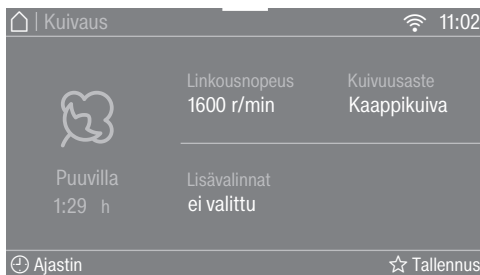 | Kuivaus 11:02
Linkousnopeus Kuivuusaste
1600 r/min Kaappikuiva
Puuvilla
1:29 h
Lisävalinnat
ei valittu
Ajastin Tallennus